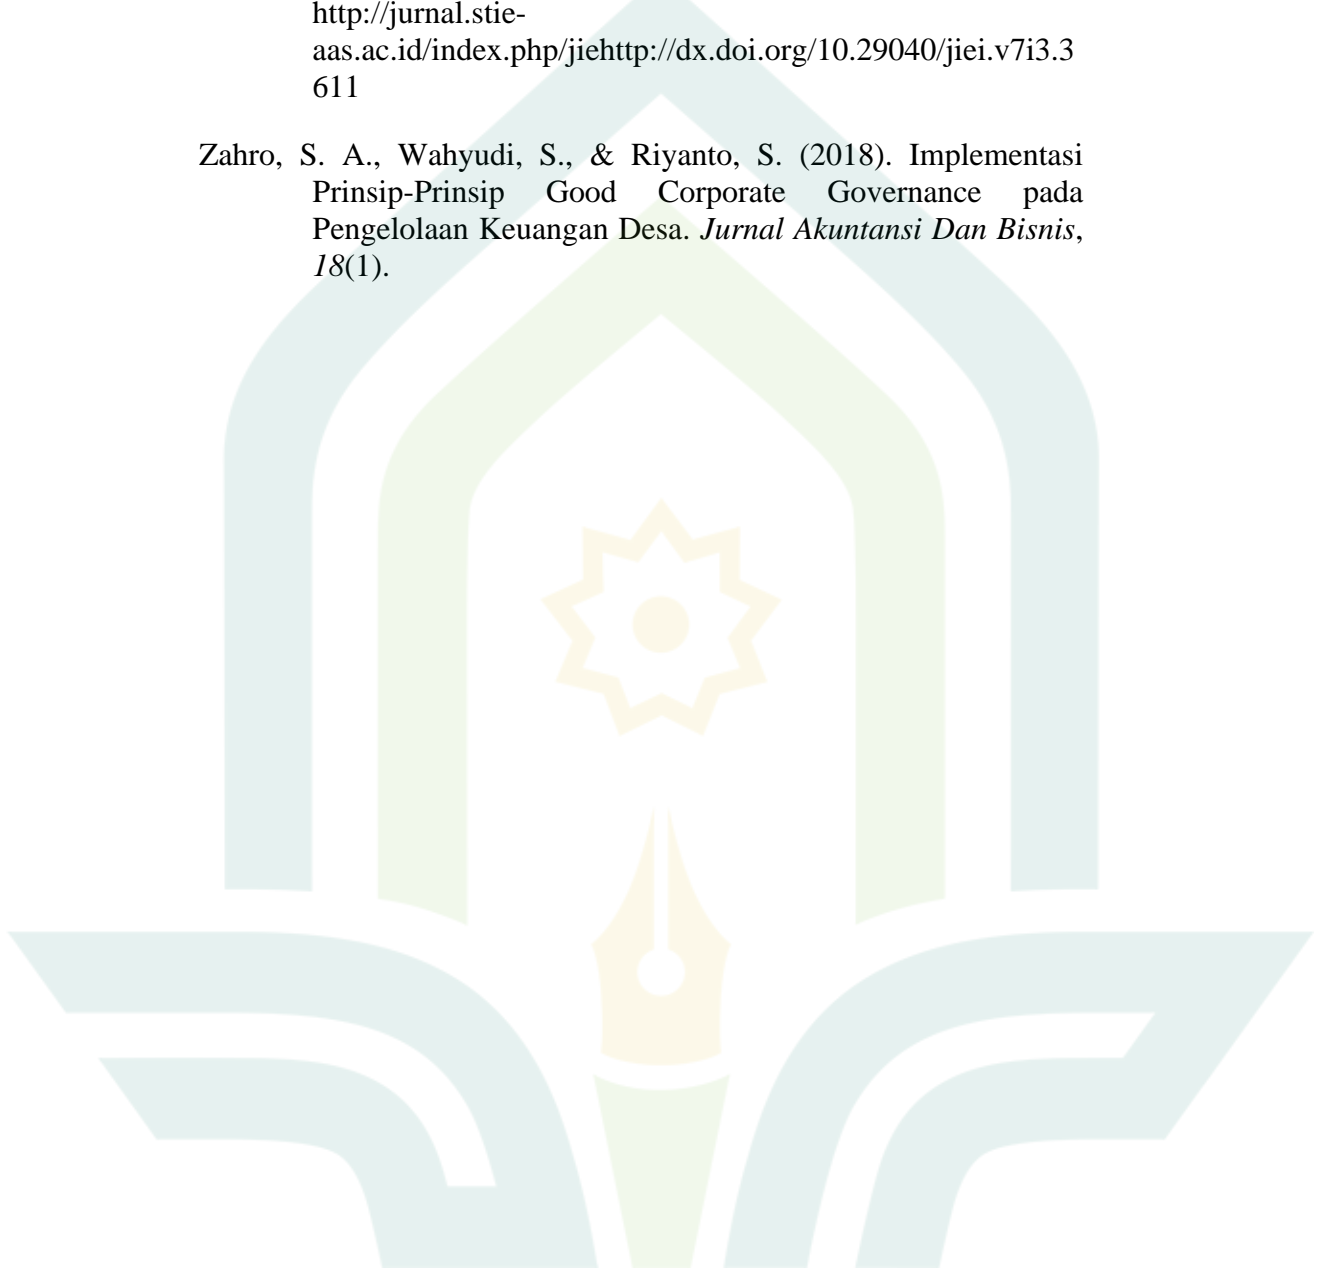 http://jurnal.stie-
aas.ac.id/index.php/jiehttp://dx.doi.org/10.29040/jiei.v7i3.3
611
Zahro, S. A., Wahyudi, S., & Riyanto, S. (2018). Implementasi
Prinsip-Prinsip Good Corporate Governance pada
Pengelolaan Keuangan Desa. Jurnal Akuntansi Dan Bisnis,
18(1).